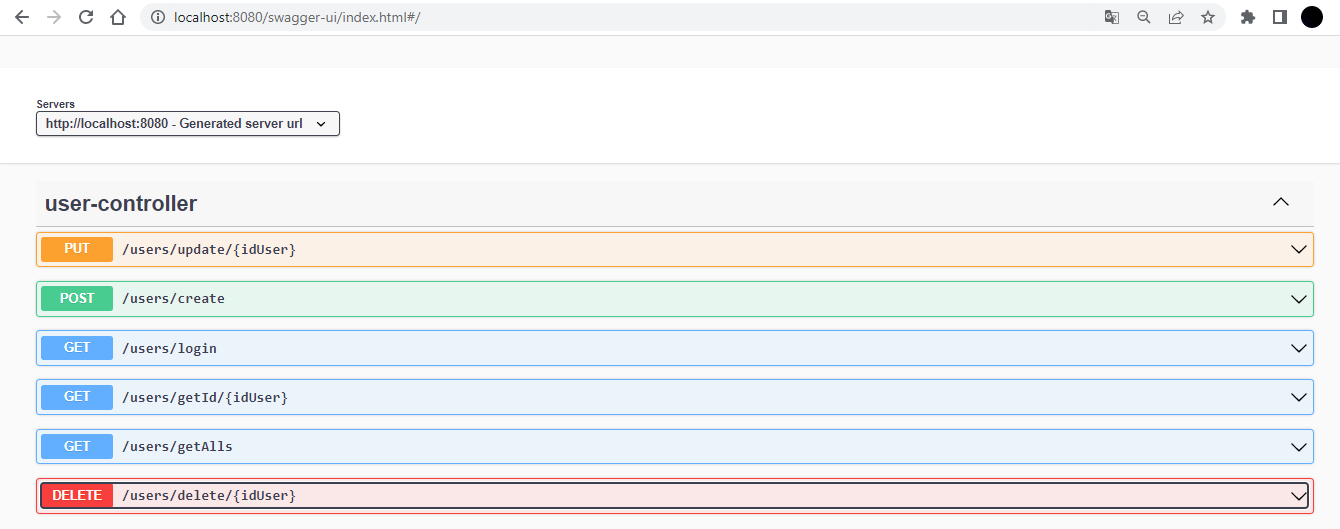 localhost:8080/swagger-ui/index.html#/
Servers
http://localhost:8080 - Generated server url
user-controller
PUT /users/update/{idUser}
POST /users/create
GET /users/login
GET /users/getId/{idUser}
GET /users/getAlls
DELETE /users/delete/{idUser}